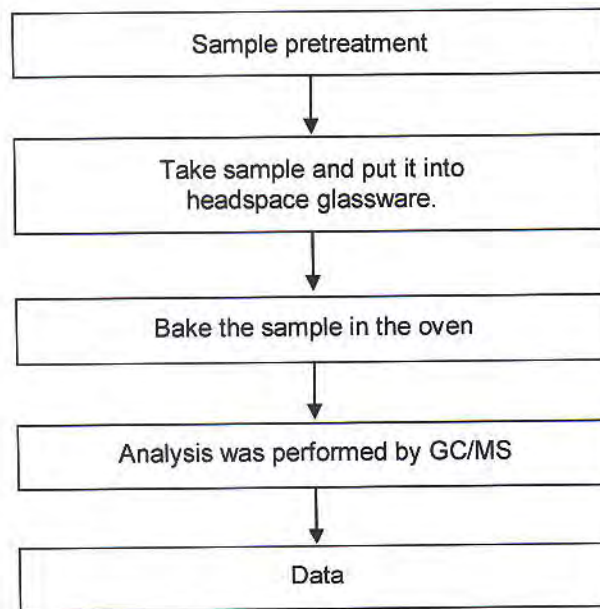 Sample pretreatment
Take sample and put it into
headspace glassware.
Bake the sample in the oven
Analysis was performed by GC/MS
Data